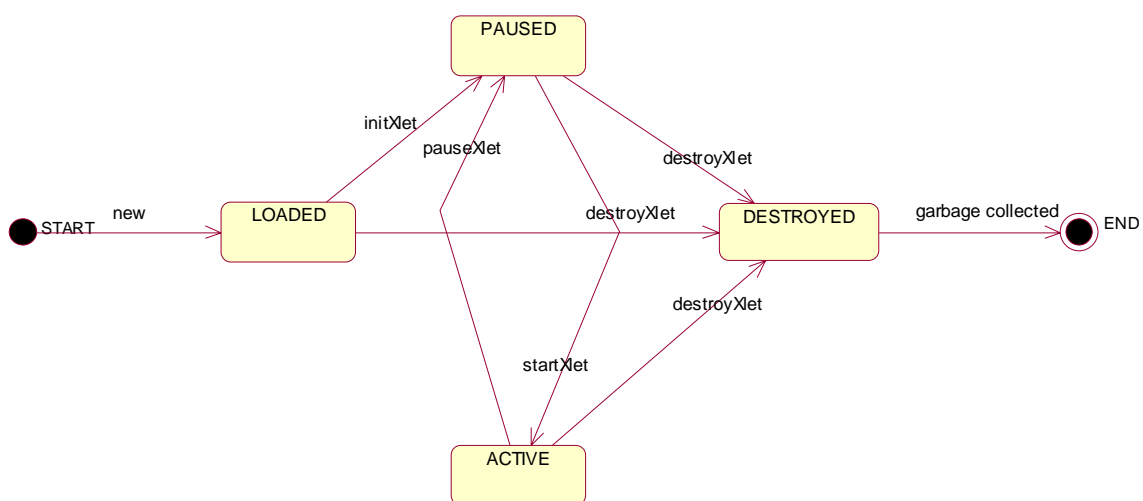 PAUSED
initXlet
pauseXlet
destroyXlet
new
LOADED
destroyXlet
DESTROYED
garbage collected
END
START
destroyXlet
startXlet
ACTIVE